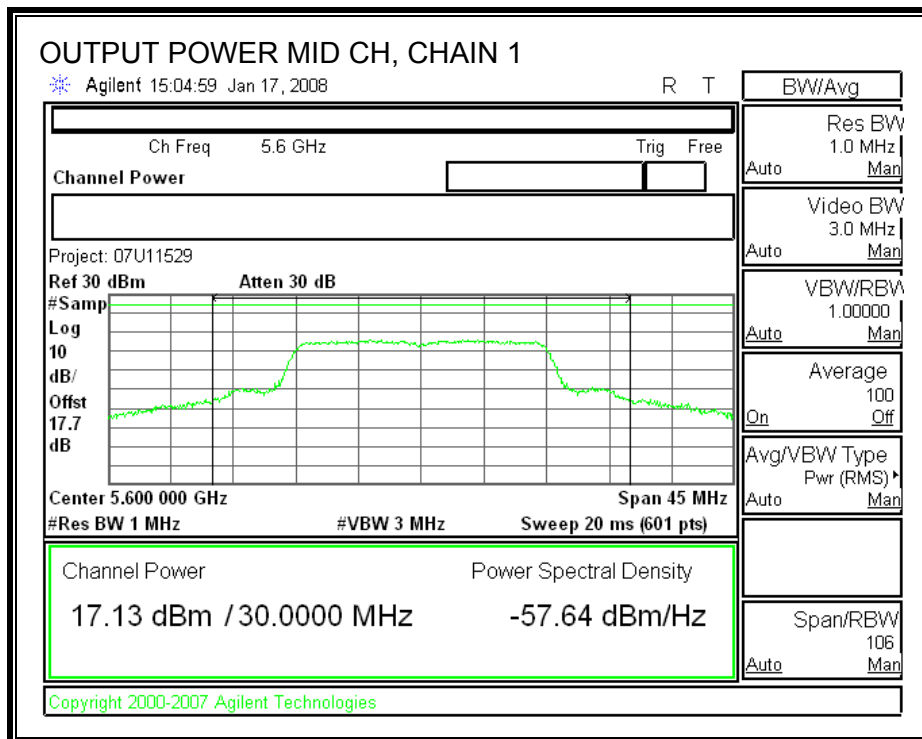 OUTPUT POWER MID CH, CHAIN 1
Agilent 15:04:59 Jan 17, 2008 R T
Ch Freq 5.6 GHz Trig Free
Channel Power
Project: 07U11529
Ref 30 dBm Atten 30 dB
#Samp
Log
10
dB/
Offst
17.7
dB
Center 5.600 000 GHz Span 45 MHz
#Res BW 1 MHz #VBW 3 MHz Sweep 20 ms (601 pts)
Channel Power Power Spectral Density
17.13 dBm / 30.0000 MHz -57.64 dBm/Hz
Copyright 2000-2007 Agilent Technologies
BW/Avg
Res BW
1.0 MHz
Auto Man
Video BW
3.0 MHz
Auto Man
VBW/RBW
1.00000
Auto Man
Average
100
On Off
Avg/VBW Type
Pwr (RMS)
Auto Man
Span/RBW
106
Auto Man